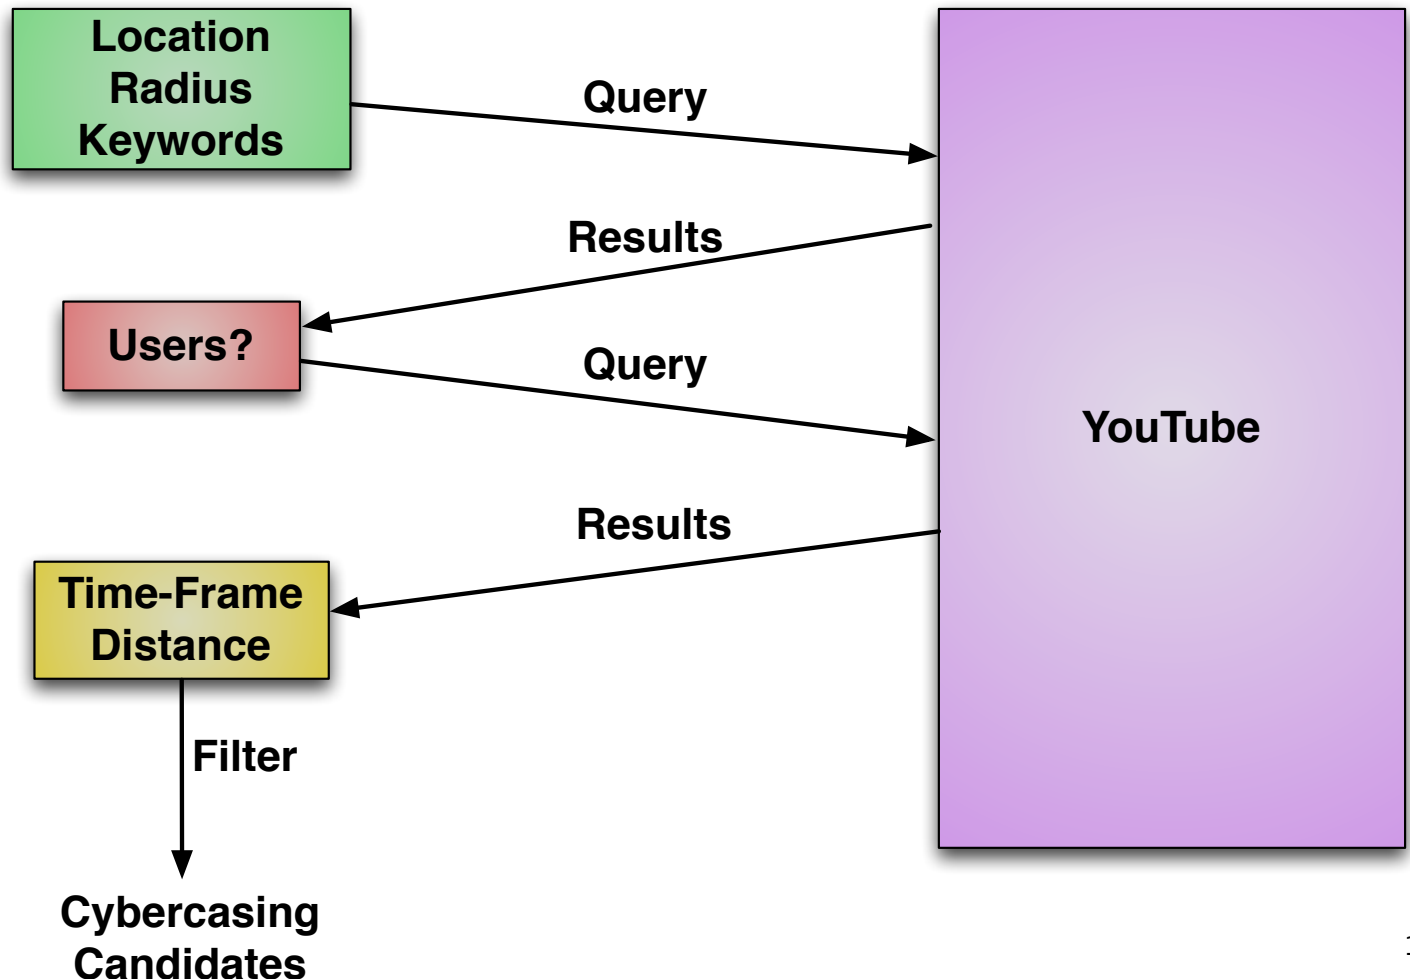 Location
Radius
Keywords
Query
Results
Users?
Query
YouTube
Results
Time-Frame
Distance
Filter
Cybercasing
Candidates